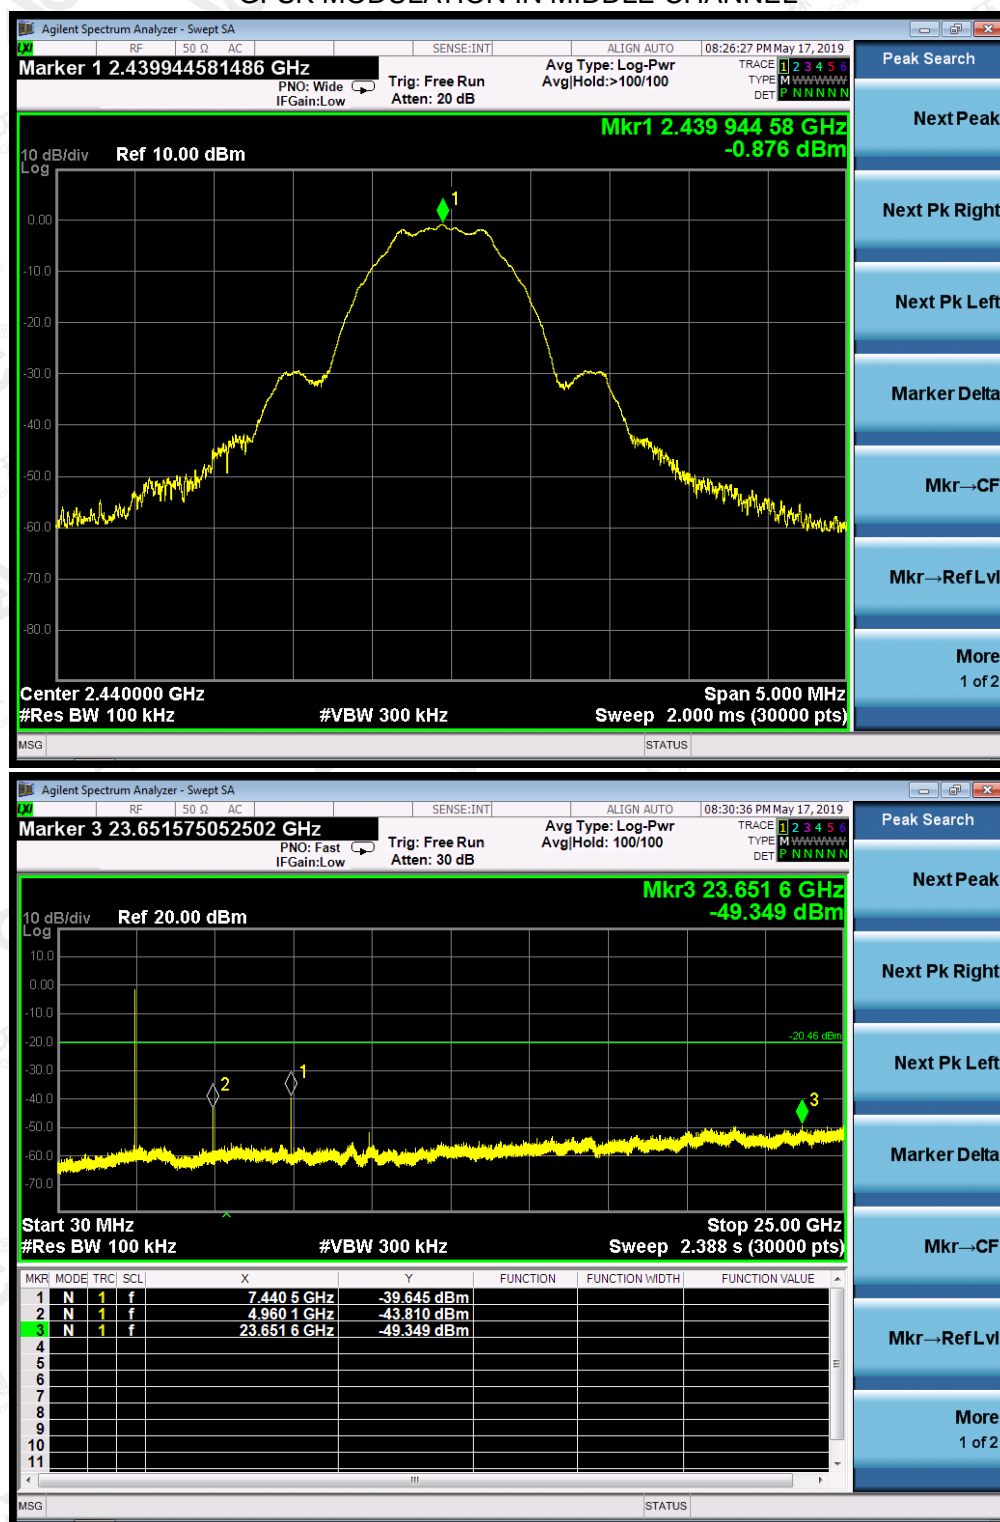 GFSK MODULATION IN MIDDLE CHANNEL
Agilent Spectrum Analyzer - Swept SA
LXI RF 50 Ω AC SENSE:INT ALIGN AUTO 08:26:27 PM May 17, 2019
Marker 1 2.439944581486 GHz
PNO: Wide
IFGain:Low
Trig: Free Run
Atten: 20 dB
Avg Type: Log-Pwr
Avg|Hold:>100/100
TRACE 1 2 3 4 5 6
TYPE M WWWWW
DET P N N N N N
Peak Search
Mkr1 2.439 944 58 GHz
-0.876 dBm
10 dB/div Ref 10.00 dBm
Log
1
0.00
-10.0
-20.0
-30.0
-40.0
-50.0
-60.0
-70.0
-80.0
Center 2.440000 GHz Span 5.000 MHz
#Res BW 100 kHz #VBW 300 kHz Sweep 2.000 ms (30000 pts)
MSG STATUS
Next Peak
Next Pk Right
Next Pk Left
Marker Delta
Mkr→CF
Mkr→Ref Lvl
More
1 of 2
Agilent Spectrum Analyzer - Swept SA
LXI RF 50 Ω AC SENSE:INT ALIGN AUTO 08:30:36 PM May 17, 2019
Marker 3 23.651575052502 GHz
PNO: Fast
IFGain:Low
Trig: Free Run
Atten: 30 dB
Avg Type: Log-Pwr
Avg|Hold: 100/100
TRACE 1 2 3 4 5 6
TYPE M WWWWW
DET P N N N N N
Peak Search
Mkr3 23.651 6 GHz
-49.349 dBm
10 dB/div Ref 20.00 dBm
Log
10.0
0.00
-10.0
-20.0
-20.46 dBm
-30.0
2 1
-40.0
3
-50.0
-60.0
-70.0
Start 30 MHz Stop 25.00 GHz
#Res BW 100 kHz #VBW 300 kHz Sweep 2.388 s (30000 pts)
MKR MODE TRC SCL X Y FUNCTION FUNCTION WIDTH FUNCTION VALUE
1 N 1 f 7.440 5 GHz -39.645 dBm
2 N 1 f 4.960 1 GHz -43.810 dBm
3 N 1 f 23.651 6 GHz -49.349 dBm
4
5
6
7
8
9
10
11
MSG STATUS
Next Peak
Next Pk Right
Next Pk Left
Marker Delta
Mkr→CF
Mkr→Ref Lvl
More
1 of 2